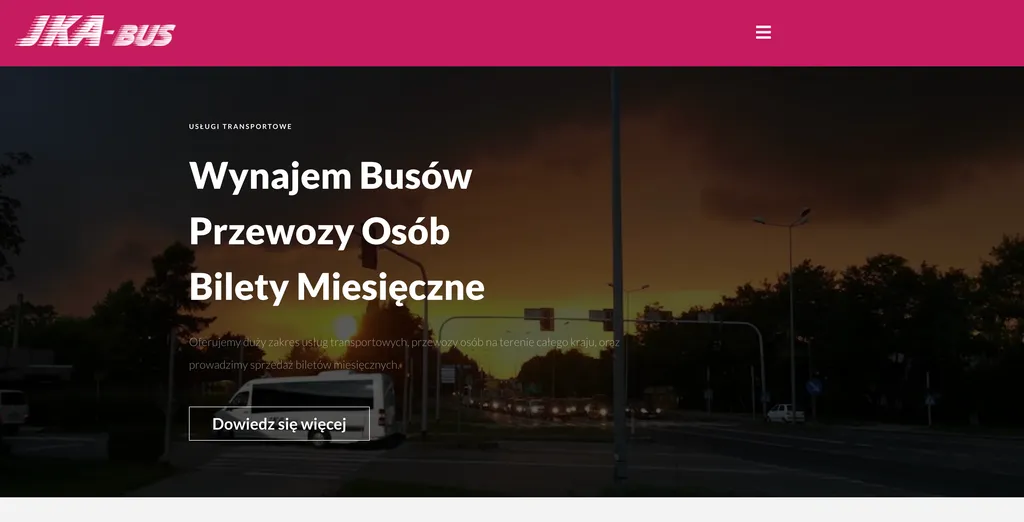 JKA-BUS
USŁUGI TRANSPORTOWE
Wynajem Busów
Przewozy Osób
Bilety Miesięczne
Oferujemy duży zakres usług transportowych, przewozy osób na terenie całego kraju, oraz
prowadzimy sprzedaż biletów miesięcznych.
Dowiedz się więcej